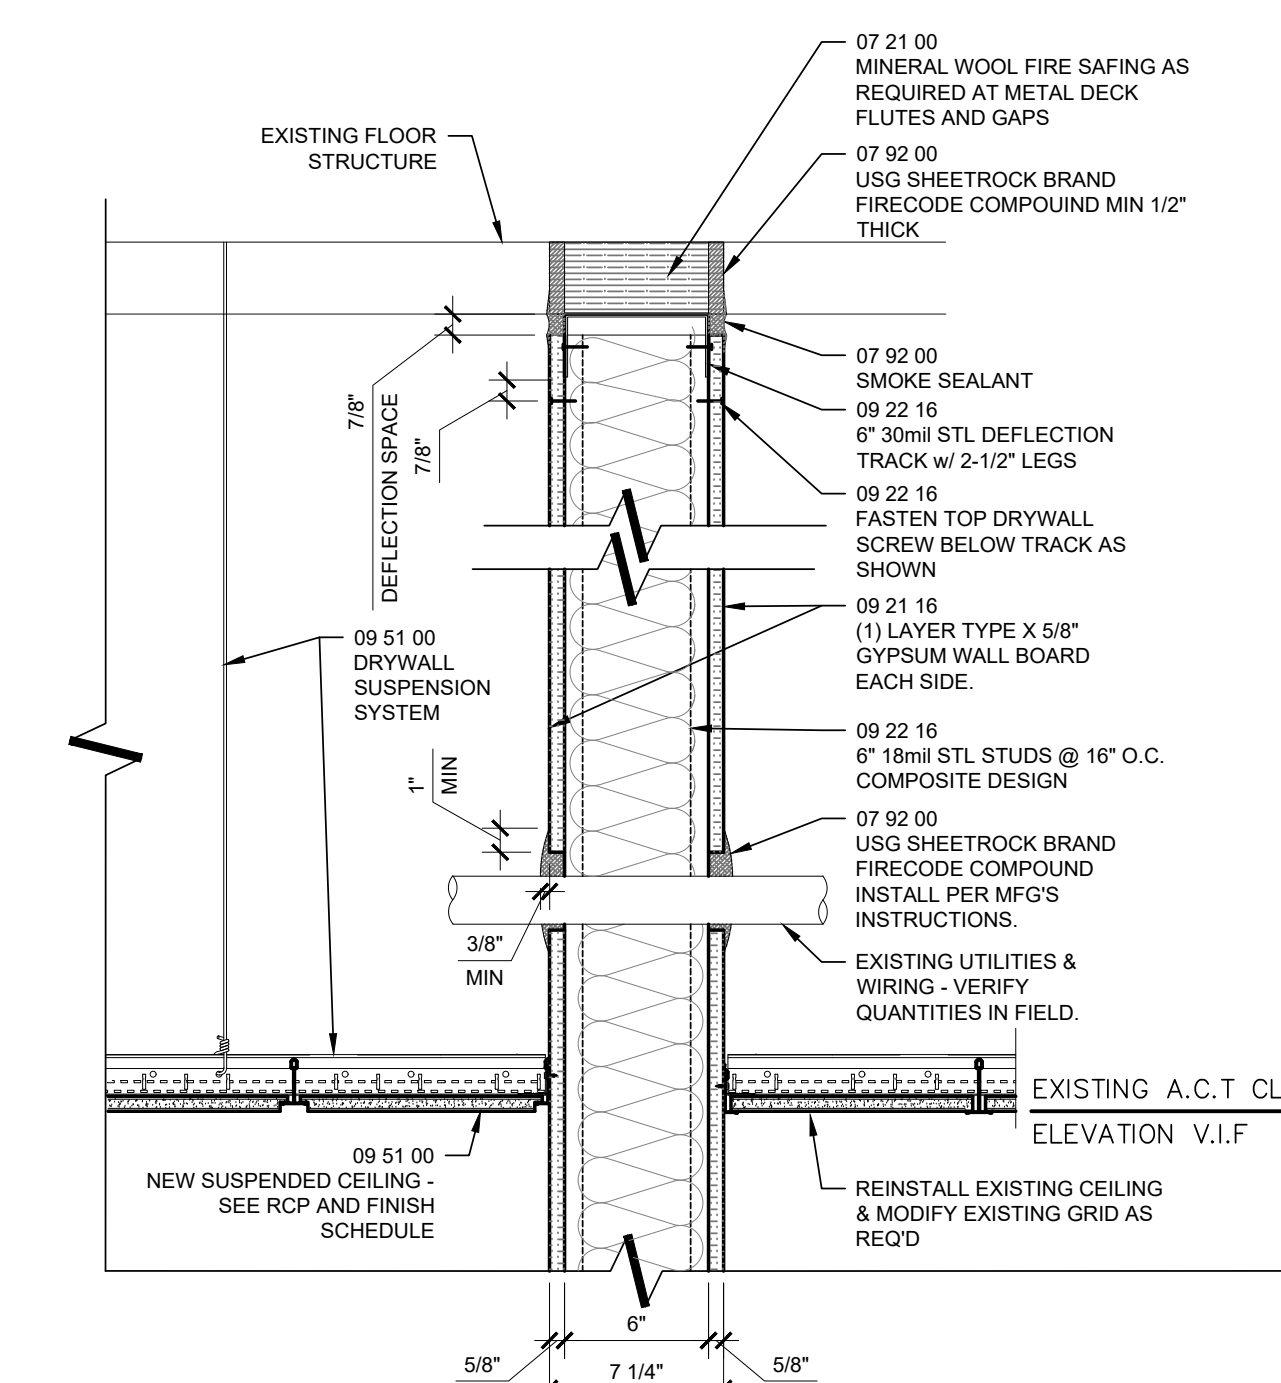 07 21 00
MINERAL WOOL FIRE SAFING AS
REQUIRED AT METAL DECK
FLUTES AND GAPS
EXISTING FLOOR
STRUCTURE
07 92 00
USG SHEETROCK BRAND
FIRECODE COMPOUIND MIN 1/2"
THICK
07 92 00
SMOKE SEALANT
7/8"
DEFLECTION SPACE
7/8"
09 22 16
6" 30mil STL DEFLECTION
TRACK w/ 2-1/2" LEGS
09 22 16
FASTEN TOP DRYWALL
SCREW BELOW TRACK AS
SHOWN
09 21 16
(1) LAYER TYPE X 5/8"
GYPSUM WALL BOARD
EACH SIDE.
09 51 00
DRYWALL
SUSPENSION
SYSTEM
09 22 16
6" 18mil STL STUDS @ 16" O.C.
COMPOSITE DESIGN
1"
MIN
07 92 00
USG SHEETROCK BRAND
FIRECODE COMPOUND
INSTALL PER MFG'S
INSTRUCTIONS.
3/8"
MIN
EXISTING UTILITIES &
WIRING - VERIFY
QUANTITIES IN FIELD.
EXISTING A.C.T CL
ELEVATION V.I.F
09 51 00
NEW SUSPENDED CEILING -
SEE RCP AND FINISH
SCHEDULE
REINSTALL EXISTING CEILING
& MODIFY EXISTING GRID AS
REQ'D
6"
5/8"
7 1/4"
5/8"